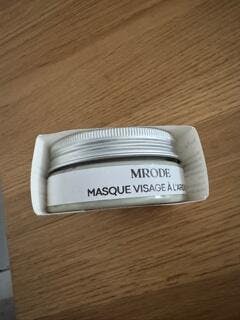 MRODE
MASQUE VISAGE À L'